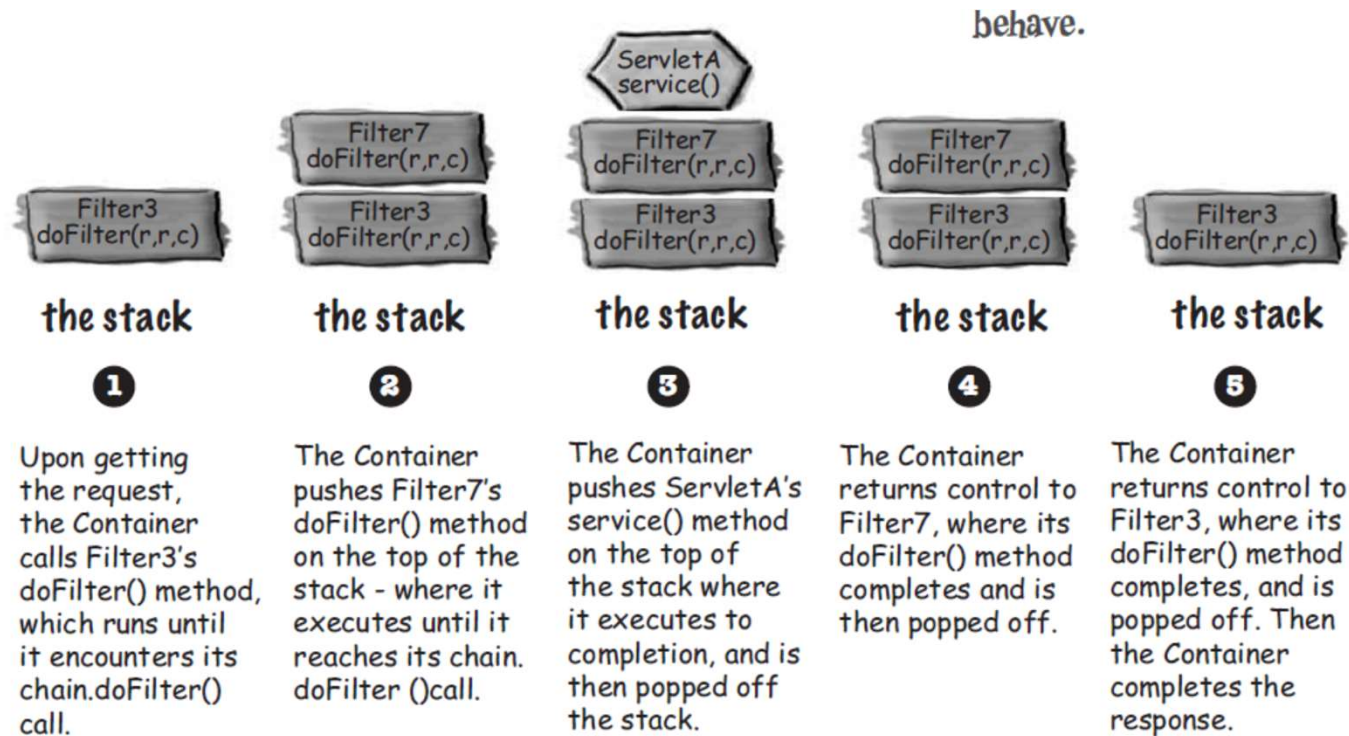 behave.
Filter3
doFilter(r,r,c)
the stack
1
Upon getting
the request,
the Container
calls Filter3's
doFilter() method,
which runs until
it encounters its
chain.doFilter()
call.
Filter7
doFilter(r,r,c)
Filter3
doFilter(r,r,c)
the stack
2
The Container
pushes Filter7's
doFilter() method
on the top of the
stack - where it
executes until it
reaches its chain.
doFilter ()call.
ServletA
service()
Filter7
doFilter(r,r,c)
Filter3
doFilter(r,r,c)
the stack
3
The Container
pushes ServletA's
service() method
on the top of
the stack where
it executes to
completion, and is
then popped off
the stack.
Filter7
doFilter(r,r,c)
Filter3
doFilter(r,r,c)
the stack
4
The Container
returns control to
Filter7, where its
doFilter() method
completes and is
then popped off.
Filter3
doFilter(r,r,c)
the stack
5
The Container
returns control to
Filter3, where its
doFilter() method
completes, and is
popped off. Then
the Container
completes the
response.